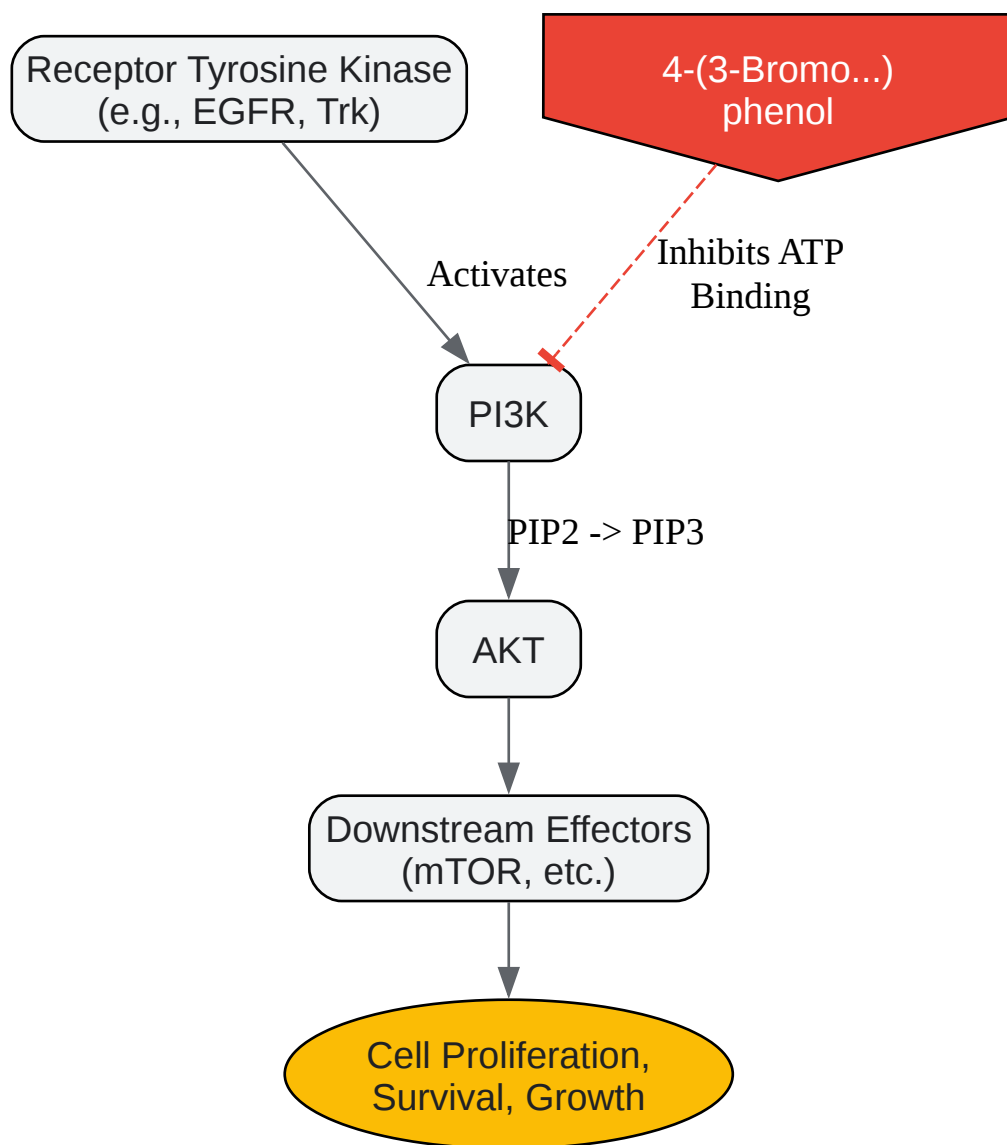 Receptor Tyrosine Kinase
(e.g., EGFR, Trk)
4-(3-Bromo...)
phenol
Activates
Inhibits ATP
Binding
PI3K
PIP2 -> PIP3
AKT
Downstream Effectors
(mTOR, etc.)
Cell Proliferation,
Survival, Growth